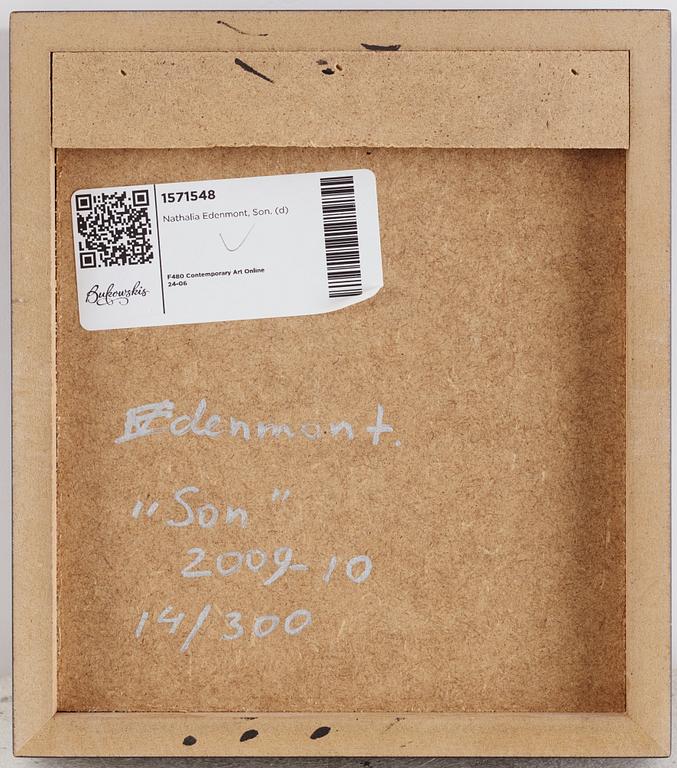 1571548
Nathalia Edenmont, Son. (d)
F480 Contemporary Art Online
24-06
Bukowskis
Edenmont.
"Son"
2009-10
14/300